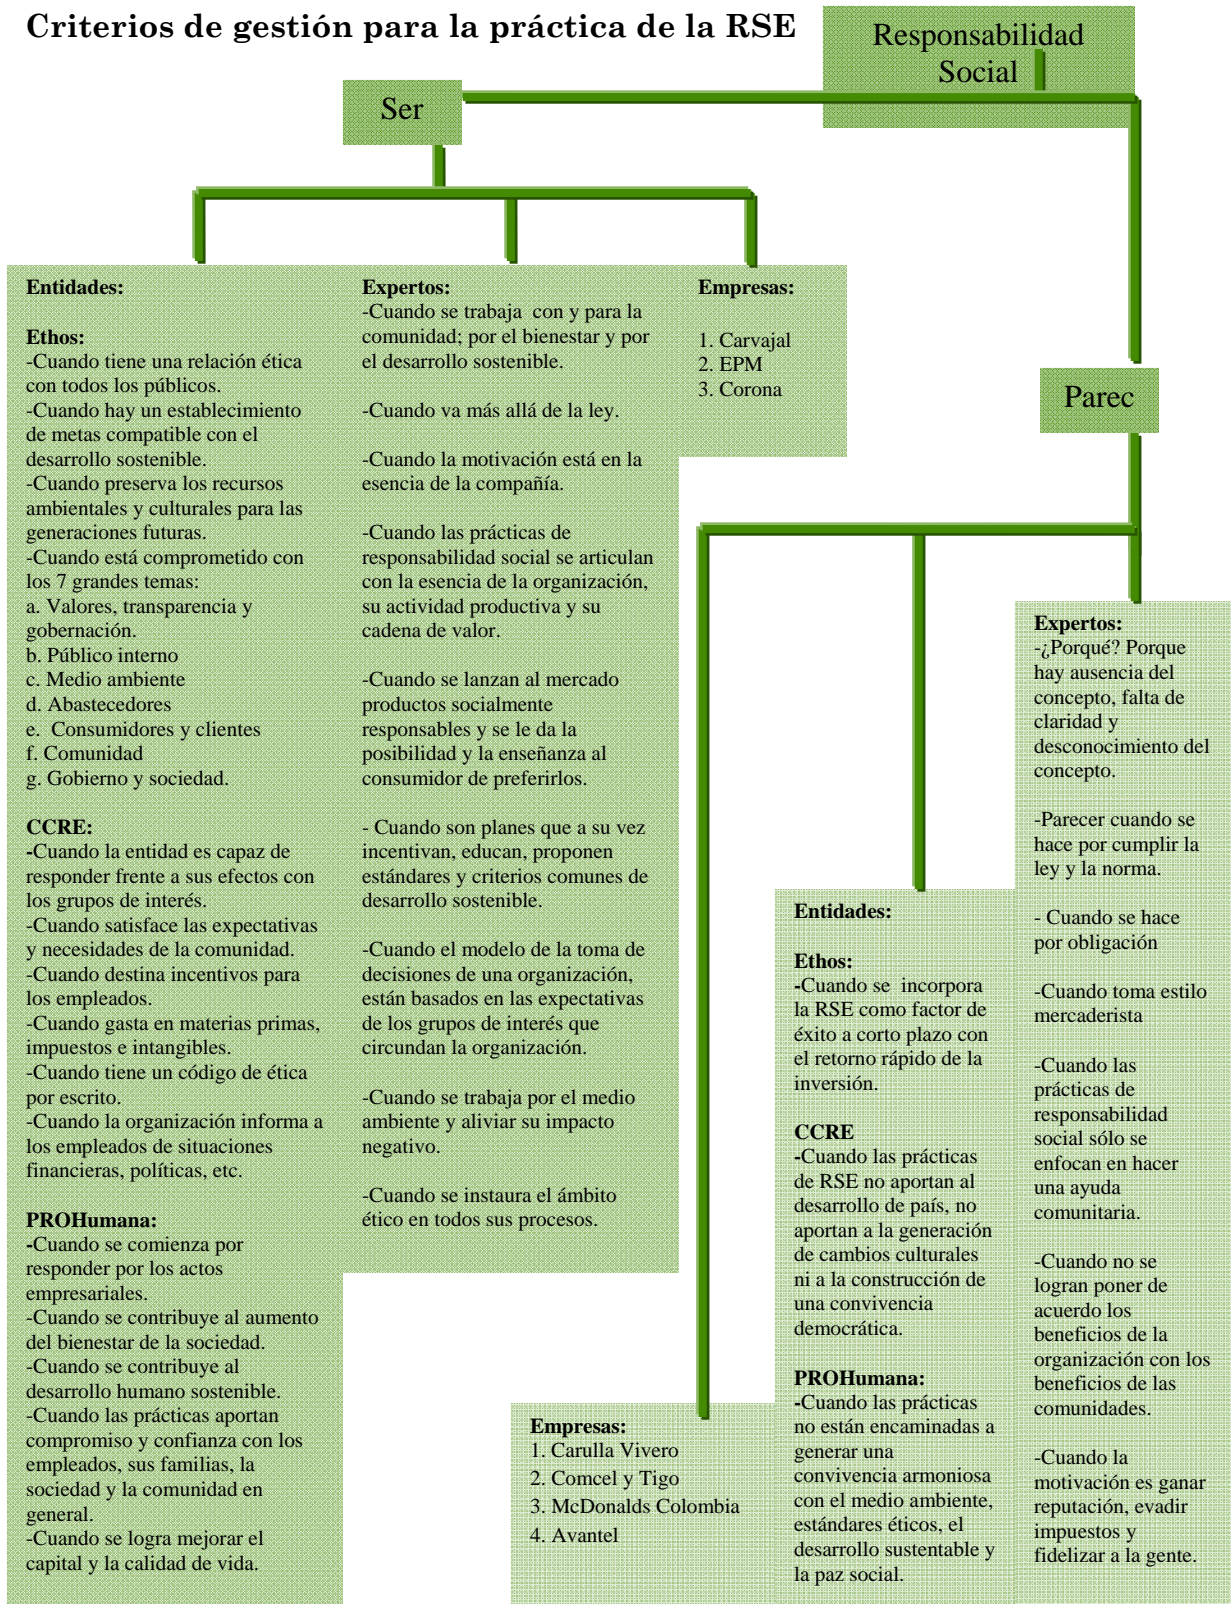 Criterios de gestión para la práctica de la RSE
Responsabilidad
Social
Ser
Entidades:
Ethos:
-Cuando tiene una relación ética
con todos los públicos.
-Cuando hay un establecimiento
de metas compatible con el
desarrollo sostenible.
-Cuando preserva los recursos
ambientales y culturales para las
generaciones futuras.
-Cuando está comprometido con
los 7 grandes temas:
a. Valores, transparencia y
gobernación.
b. Público interno
c. Medio ambiente
d. Abastecedores
e. Consumidores y clientes
f. Comunidad
g. Gobierno y sociedad.
CCRE:
-Cuando la entidad es capaz de
responder frente a sus efectos con
los grupos de interés.
-Cuando satisface las expectativas
y necesidades de la comunidad.
-Cuando destina incentivos para
los empleados.
-Cuando gasta en materias primas,
impuestos e intangibles.
-Cuando tiene un código de ética
por escrito.
-Cuando la organización informa a
los empleados de situaciones
financieras, políticas, etc.
PROHumana:
-Cuando se comienza por
responder por los actos
empresariales.
-Cuando se contribuye al aumento
del bienestar de la sociedad.
-Cuando se contribuye al
desarrollo humano sostenible.
-Cuando las prácticas aportan
compromiso y confianza con los
empleados, sus familias, la
sociedad y la comunidad en
general.
-Cuando se logra mejorar el
capital y la calidad de vida.
Expertos:
-Cuando se trabaja con y para la
comunidad; por el bienestar y por
el desarrollo sostenible.
-Cuando va más allá de la ley.
-Cuando la motivación está en la
esencia de la compañía.
-Cuando las prácticas de
responsabilidad social se articulan
con la esencia de la organización,
su actividad productiva y su
cadena de valor.
-Cuando se lanzan al mercado
productos socialmente
responsables y se le da la
posibilidad y la enseñanza al
consumidor de preferirlos.
- Cuando son planes que a su vez
incentivan, educan, proponen
estándares y criterios comunes de
desarrollo sostenible.
-Cuando el modelo de la toma de
decisiones de una organización,
están basados en las expectativas
de los grupos de interés que
circundan la organización.
-Cuando se trabaja por el medio
ambiente y aliviar su impacto
negativo.
-Cuando se instaura el ámbito
ético en todos sus procesos.
Empresas:
1. Carvajal
2. EPM
3. Corona
Parec
Empresas:
1. Carulla Vivero
2. Comcel y Tigo
3. McDonalds Colombia
4. Avantel
Entidades:
Ethos:
-Cuando se incorpora
la RSE como factor de
éxito a corto plazo con
el retorno rápido de la
inversión.
CCRE
-Cuando las prácticas
de RSE no aportan al
desarrollo de país, no
aportan a la generación
de cambios culturales
ni a la construcción de
una convivencia
democrática.
PROHumana:
-Cuando las prácticas
no están encaminadas a
generar una
convivencia armoniosa
con el medio ambiente,
estándares éticos, el
desarrollo sustentable y
la paz social.
Expertos:
-¿Porqué? Porque
hay ausencia del
concepto, falta de
claridad y
desconocimiento del
concepto.
-Parecer cuando se
hace por cumplir la
ley y la norma.
- Cuando se hace
por obligación
-Cuando toma estilo
mercaderista
-Cuando las
prácticas de
responsabilidad
social sólo se
enfocan en hacer
una ayuda
comunitaria.
-Cuando no se
logran poner de
acuerdo los
beneficios de la
organización con los
beneficios de las
comunidades.
-Cuando la
motivación es ganar
reputación, evadir
impuestos y
fidelizar a la gente.